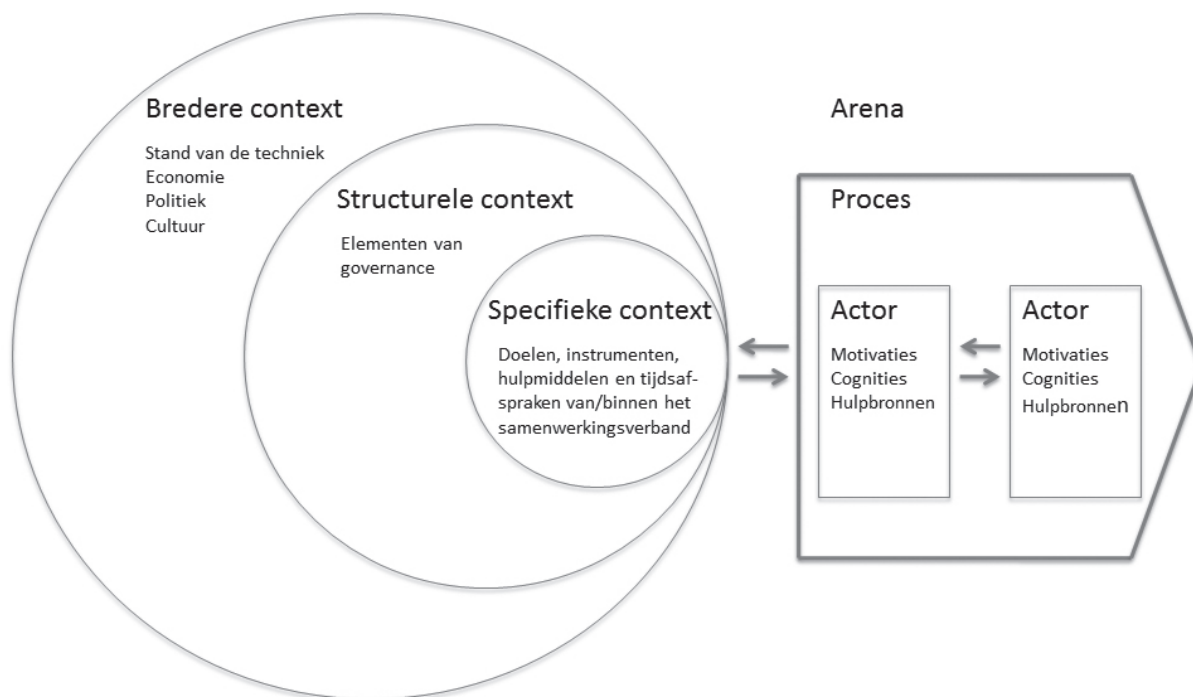 Bredere context
Stand van de techniek
Economie
Politiek
Cultuur
Structurele context
Elementen van
governance
Specifieke context
Doelen, instrumenten,
hulpmiddelen en tijdsaf-
spraken van/binnen het
samenwerkingsverband
Arena
Proces
Actor
Motivaties
Cognities
Hulpbronnen
Actor
Motivaties
Cognities
Hulpbronnen